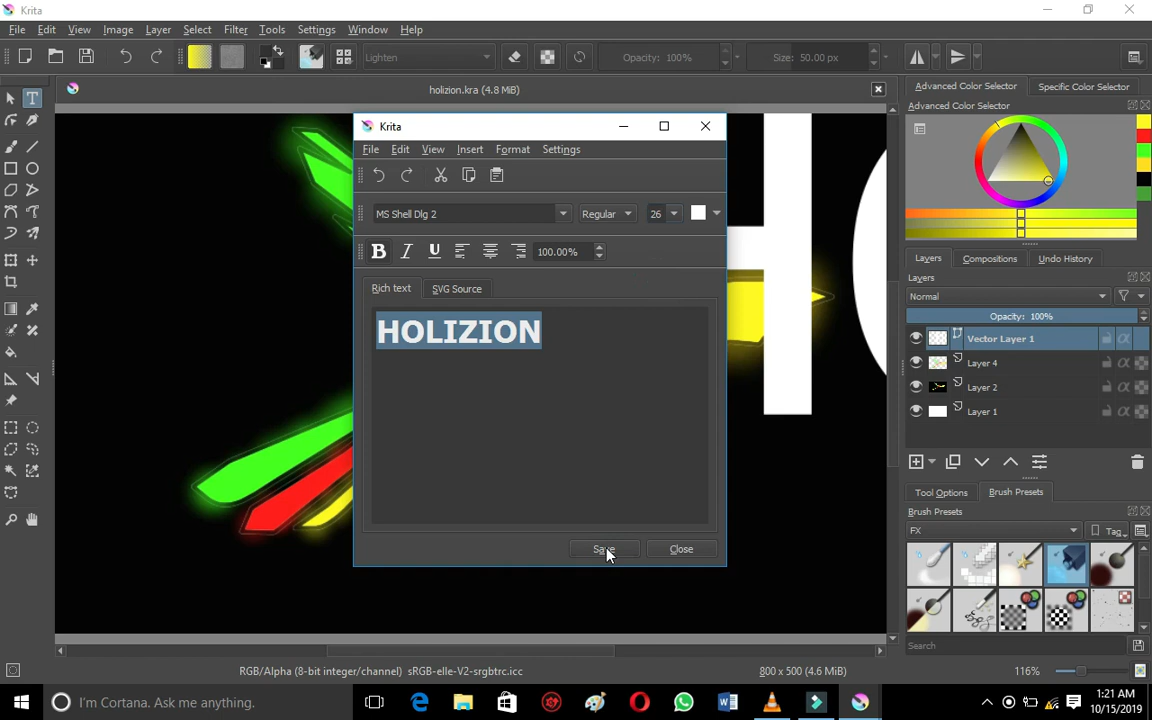 Krita
File Edit View Image Layer Select Filter Tools Settings Window Help
Lighten Opacity: 100% Size: 50.00 px
holizion.kra (4.8 MiB)
Advanced Color Selector Specific Color Selector
Advanced Color Selector
Krita
File Edit View Insert Format Settings
MS Shell Dlg 2 Regular 26
B I U 100.00%
Rich text SVG Source
HOLIZION
Save Close
H
Layers Compositions Undo History
Layers
Normal
Opacity: 100%
Vector Layer 1
Layer 4
Layer 2
Layer 1
Tool Options Brush Presets
Brush Presets
FX Tag
Search
RGB/Alpha (8-bit integer/channel) sRGB-elle-V2-srgbtrc.icc 800 x 500 (4.6 MiB) 116%
I'm Cortana. Ask me anything.
1:21 AM
10/15/2019